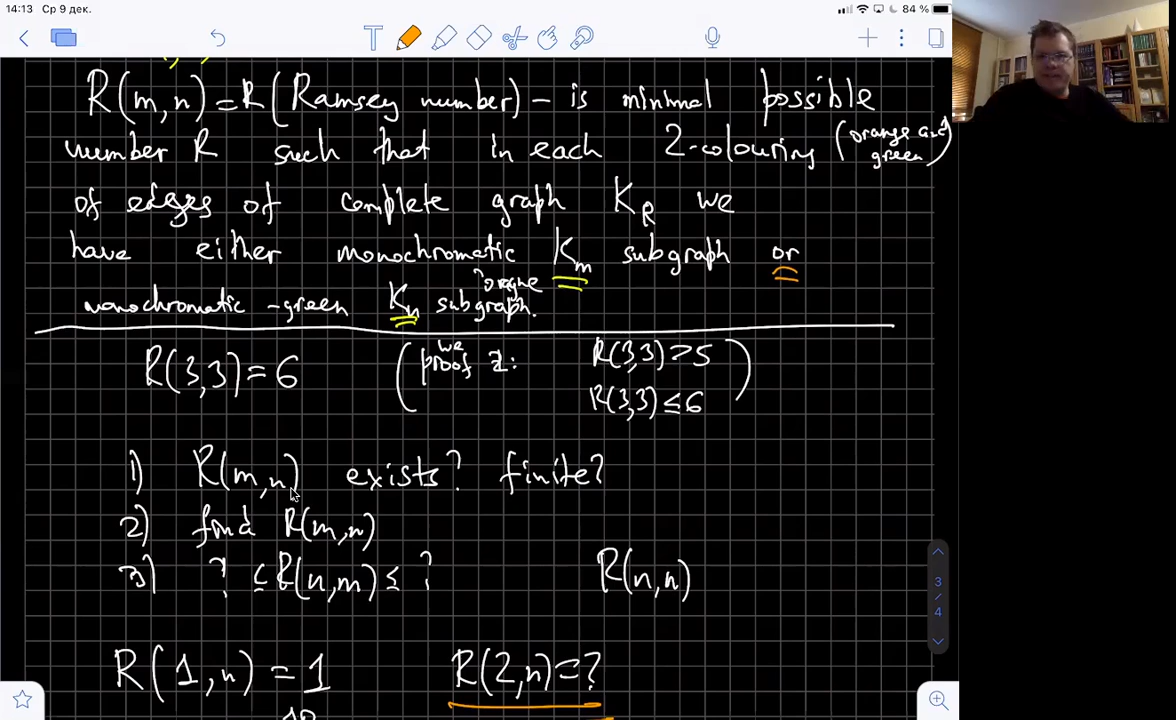 14:13 Ср 9 дек.
84 %
R(m,n) = R (Ramsey number) – is minimal possible
number R such that in each 2-colouring (orange and green)
of edges of complete graph K_R we
have either monochromatic K_m subgraph or
orange
monochromatic -green K_n subgraph.
R(3,3) = 6 (we proof 2: R(3,3) > 5
R(3,3) ≤ 6)
1) R(m,n) exists? finite?
2) find R(m,n)
3) ? ≤ R(n,m) ≤ ? R(n,n)
R(1,n) = 1 R(2,n) = ?
3
/
4